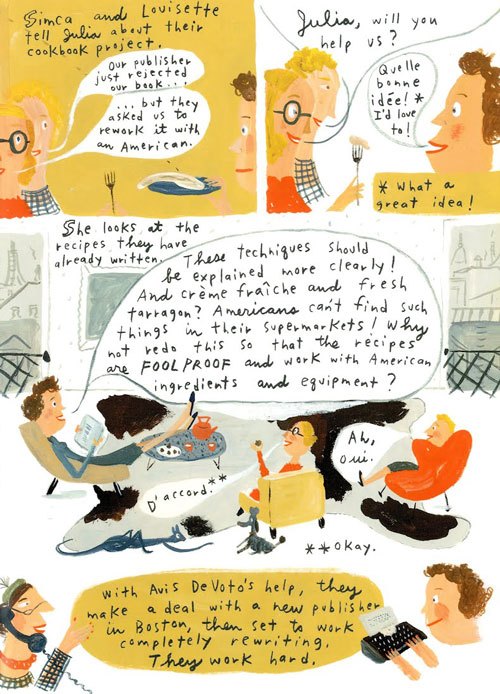 Simca and Louisette
tell Julia about their
cookbook project.
Our publisher
just rejected
our book...
... but they
asked us to
rework it with
an American.
Julia, will you
help us?
Quelle
bonne
idée! *
I'd love
to!
* What a
great idea!
She looks at the
recipes they have
already written.
These techniques should
be explained more clearly!
And crème fraîche and fresh
tarragon? Americans can't find such
things in their supermarkets! Why
not redo this so that the recipes
are FOOLPROOF and work with American
ingredients and equipment?
Ah,
oui.
D'accord.**
**Okay.
With Avis DeVoto's help, they
make a deal with a new publisher
in Boston, then set to work
completely rewriting.
They work hard.